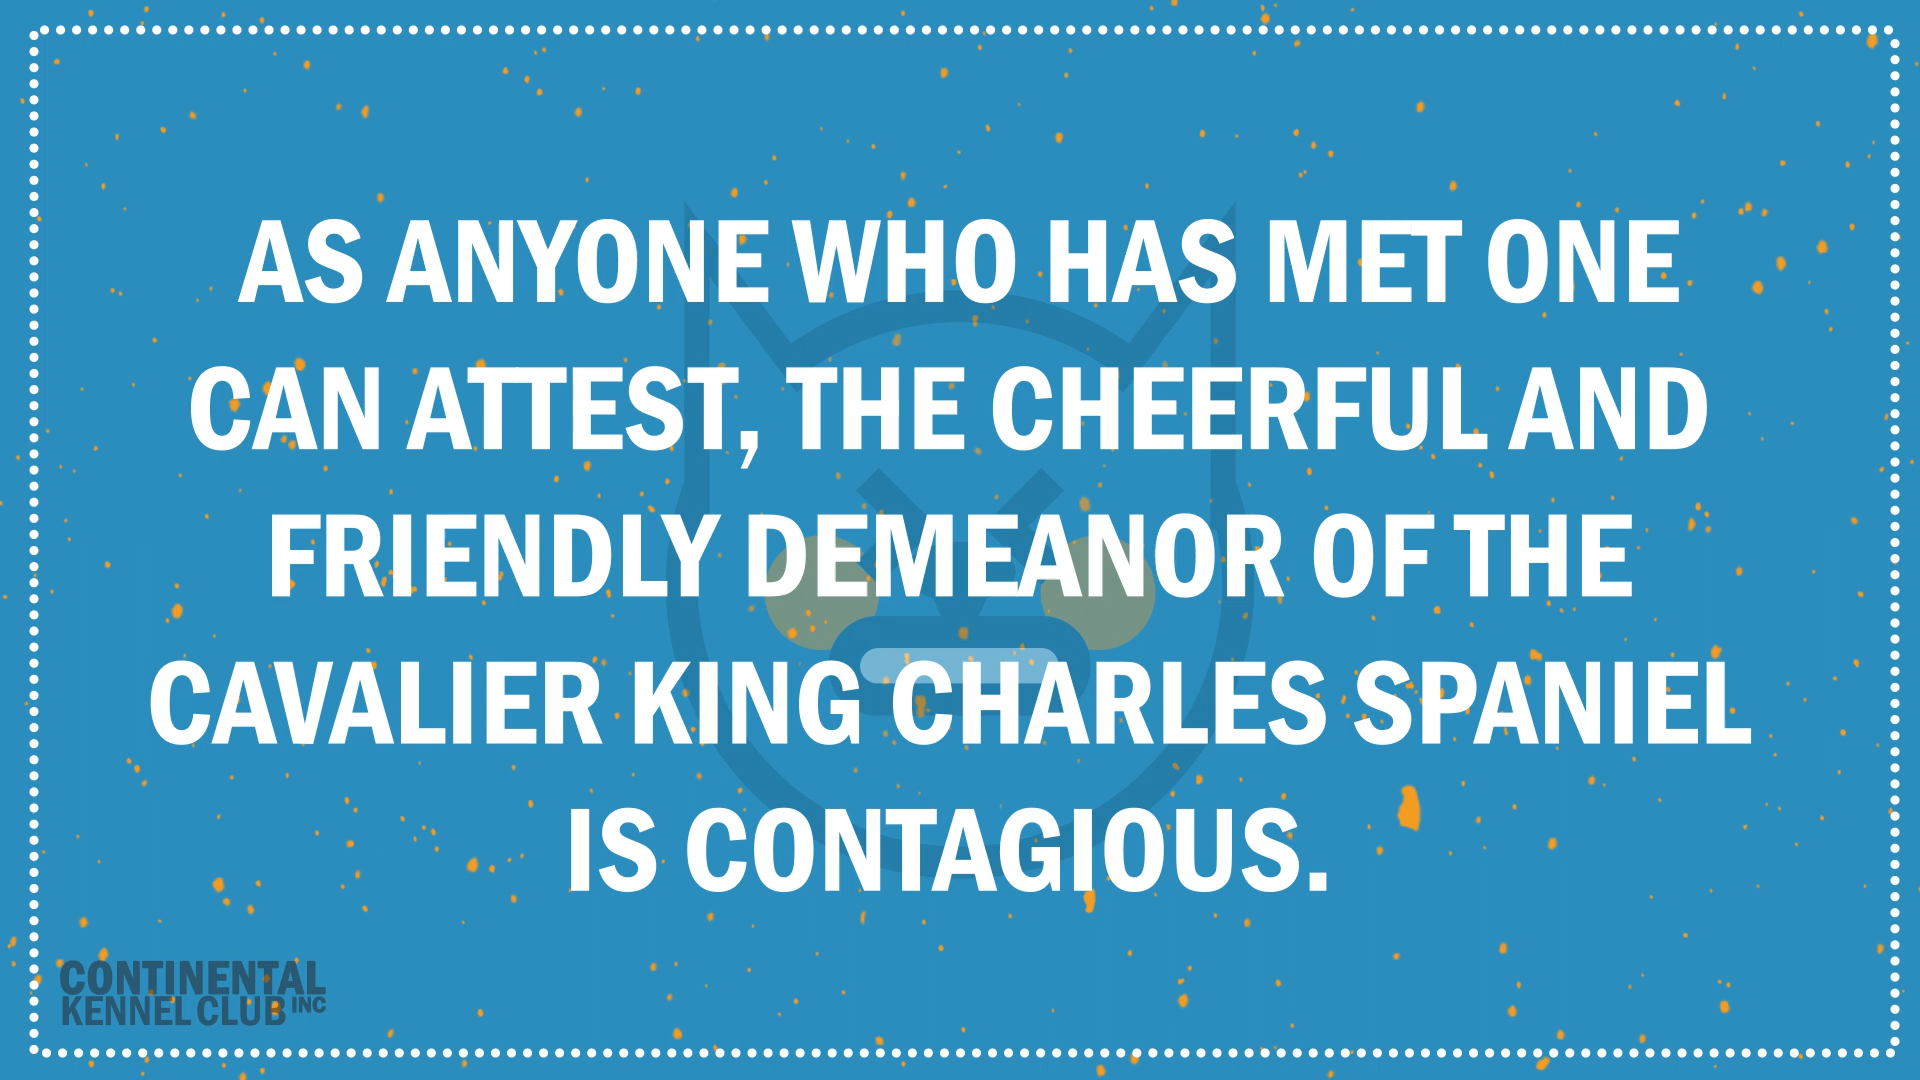 AS ANYONE WHO HAS MET ONE
CAN ATTEST, THE CHEERFUL AND
FRIENDLY DEMEANOR OF THE
CAVALIER KING CHARLES SPANIEL
IS CONTAGIOUS.
CONTINENTAL
KENNEL CLUB INC